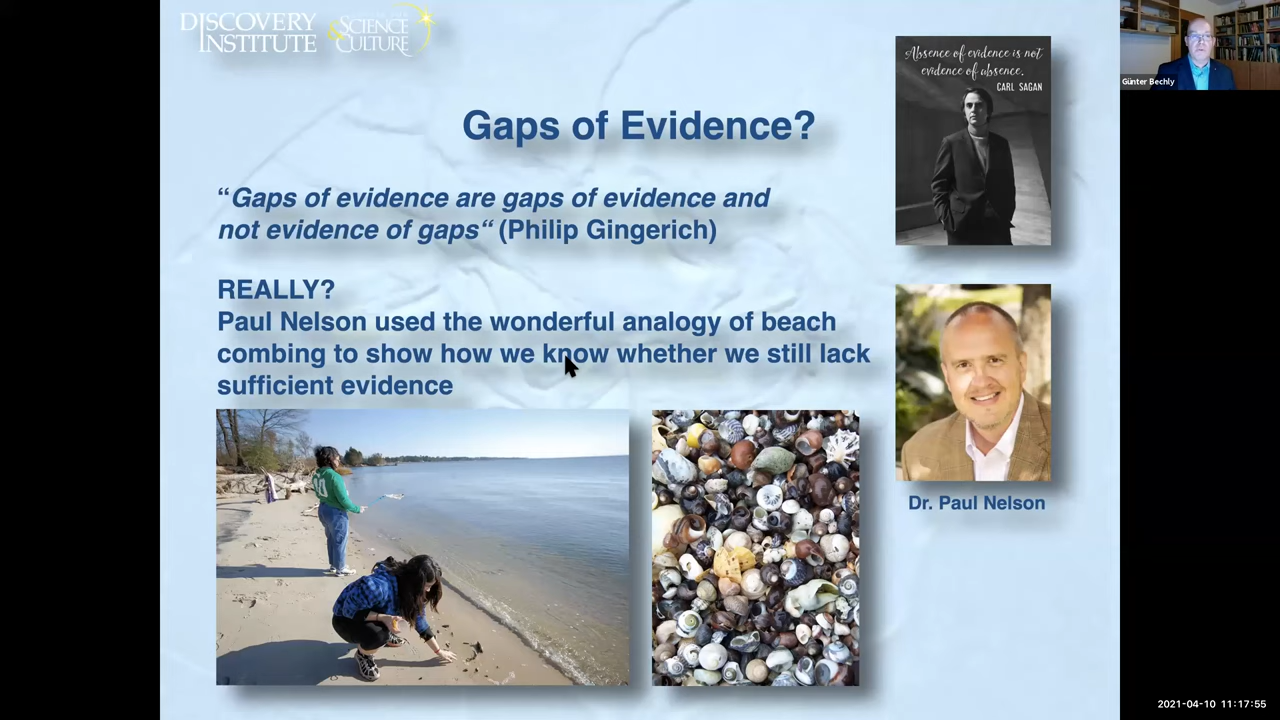 DISCOVERY
INSTITUTE
SCIENCE
& CULTURE
Absence of evidence is not
evidence of absence.
CARL SAGAN
Günter Bechly
Gaps of Evidence?
“Gaps of evidence are gaps of evidence and
not evidence of gaps“ (Philip Gingerich)
REALLY?
Paul Nelson used the wonderful analogy of beach
combing to show how we know whether we still lack
sufficient evidence
Dr. Paul Nelson
2021-04-10 11:17:55